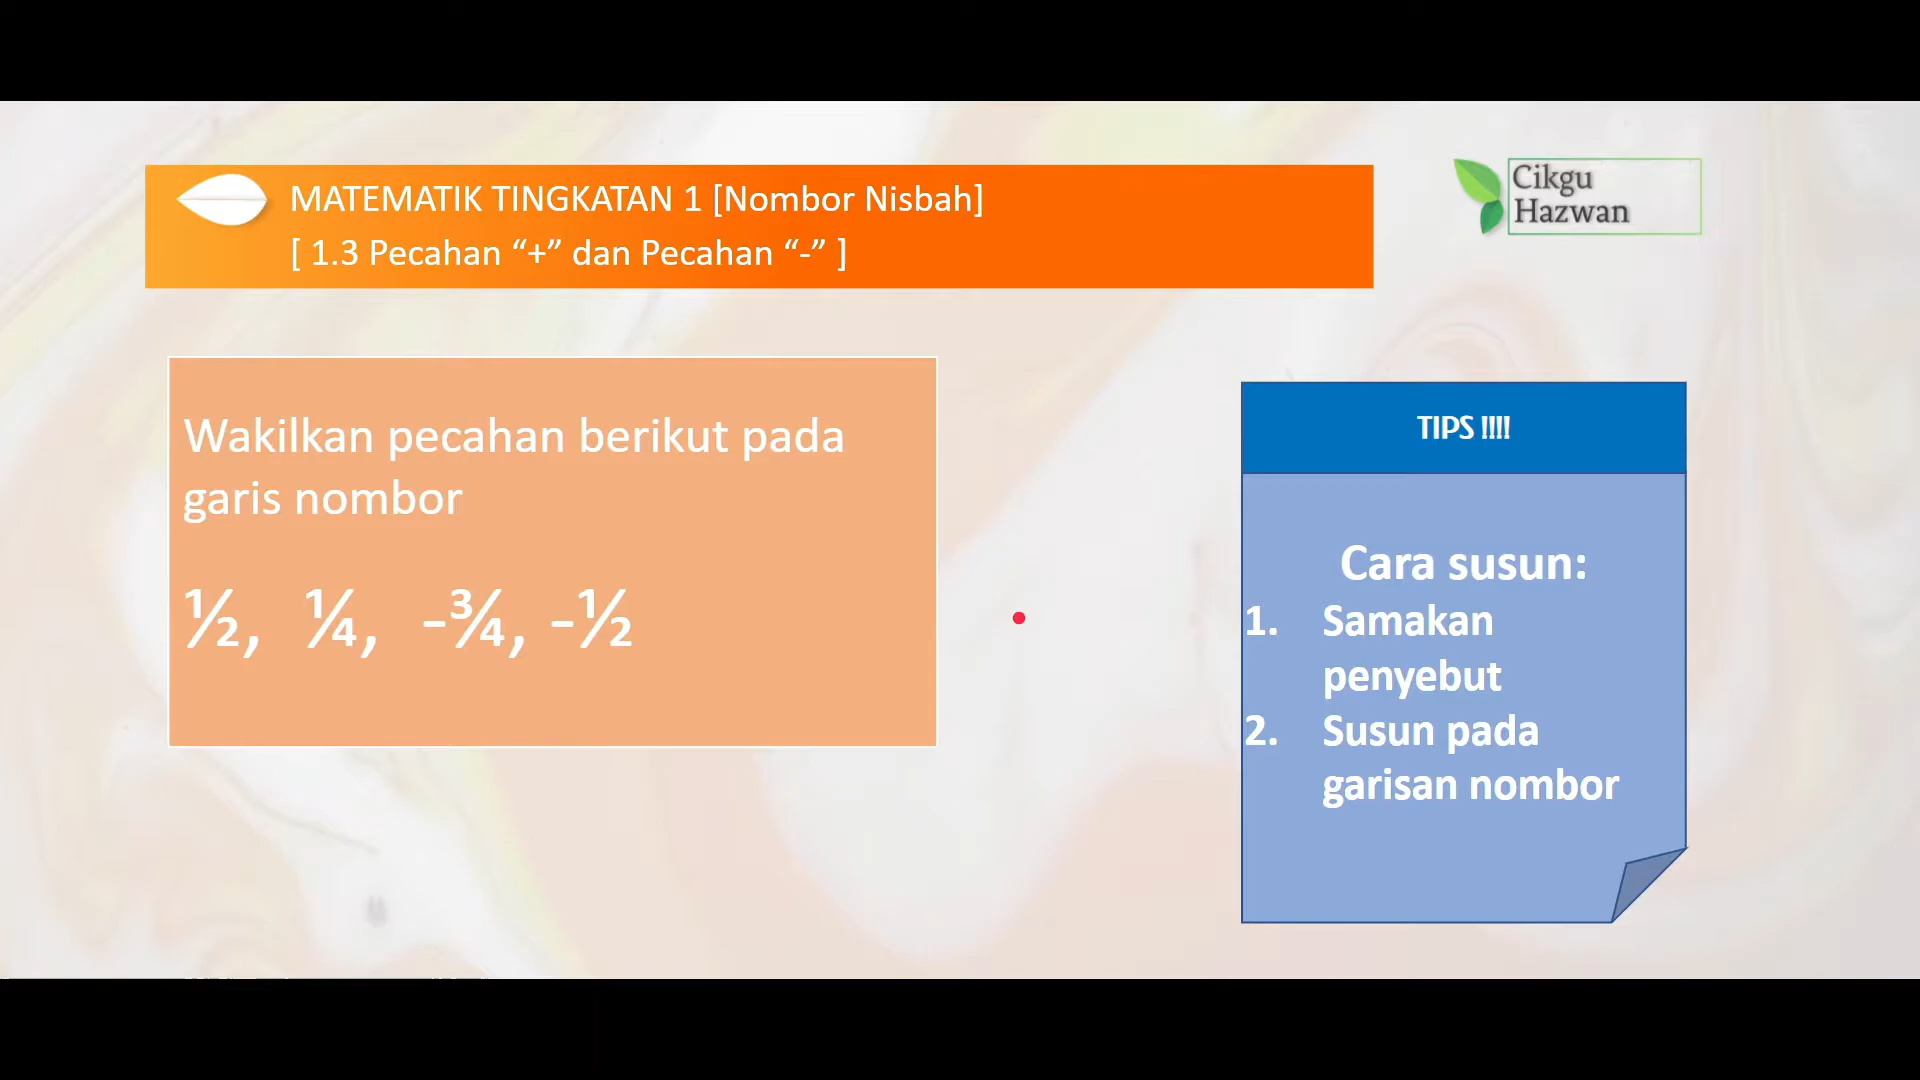 MATEMATIK TINGKATAN 1 [Nombor Nisbah]
[ 1.3 Pecahan “+” dan Pecahan “-” ]
Cikgu
Hazwan
Wakilkan pecahan berikut pada
garis nombor
½, ¼, -¾, -½
TIPS !!!!
Cara susun:
1. Samakan
penyebut
2. Susun pada
garisan nombor